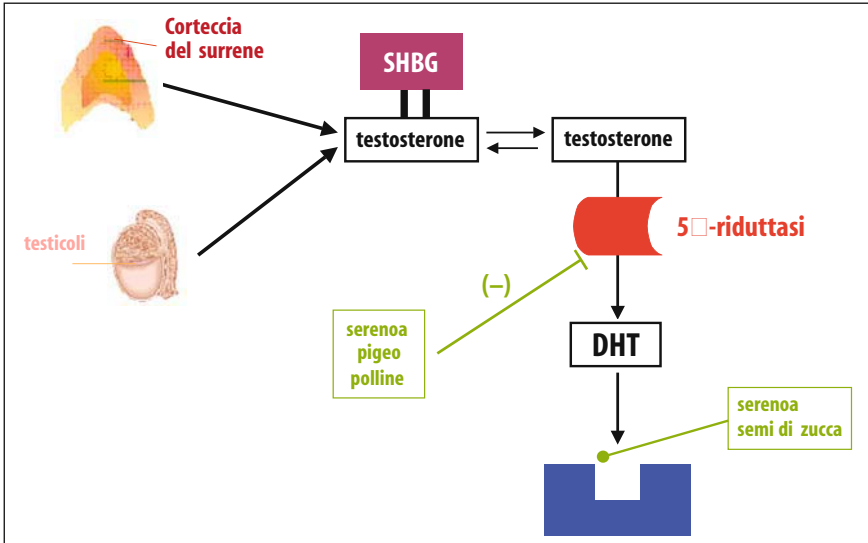 Corteccia
del surrene
SHBG
testosterone
testosterone
testicoli
5□-riduttasi
(–)
serenoa
pigeo
polline
DHT
serenoa
semi di zucca